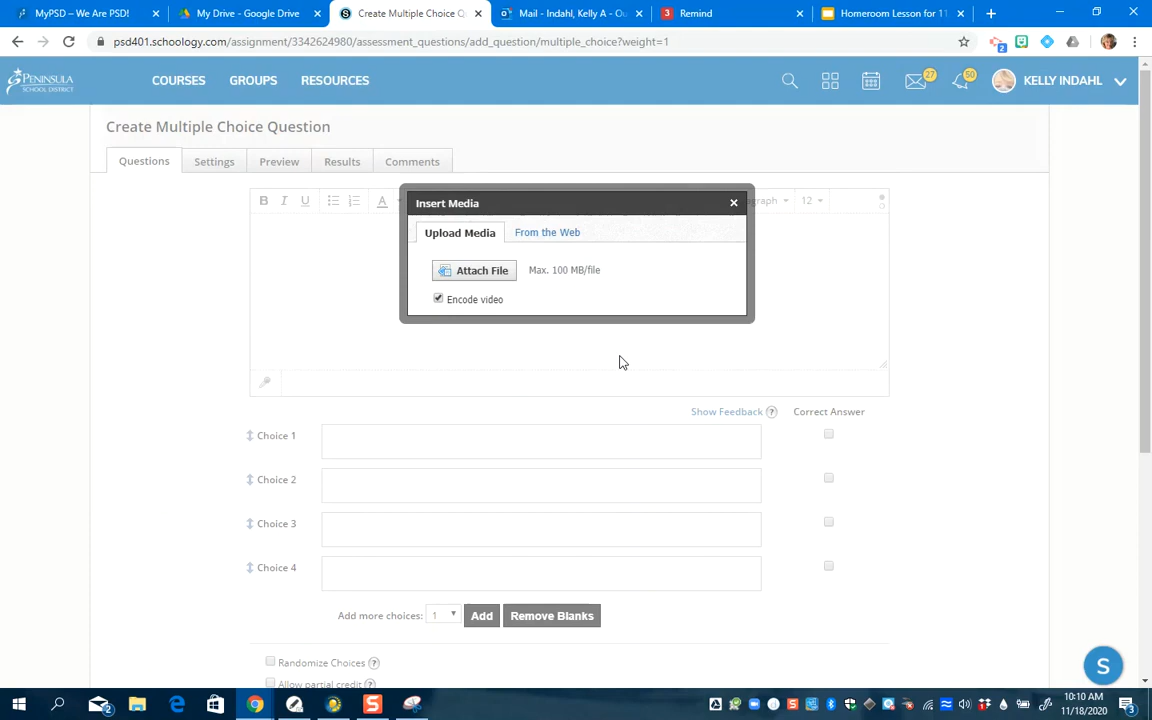 MyPSD – We Are PSD!
My Drive - Google Drive
Create Multiple Choice Q
Mail - Indahl, Kelly A - Ou
Remind
Homeroom Lesson for 11
psd401.schoology.com/assignment/3342624980/assessment_questions/add_question/multiple_choice?weight=1
2
PENINSULA
SCHOOL DISTRICT
COURSES
GROUPS
RESOURCES
27
50
KELLY INDAHL
Create Multiple Choice Question
Questions
Settings
Preview
Results
Comments
B I U
A
12
Insert Media
Upload Media
From the Web
Attach File
Max. 100 MB/file
Encode video
Show Feedback ?
Correct Answer
Choice 1
Choice 2
Choice 3
Choice 4
Add more choices:
1
Add
Remove Blanks
Randomize Choices ?
Allow partial credit ?
S
10:10 AM
11/18/2020